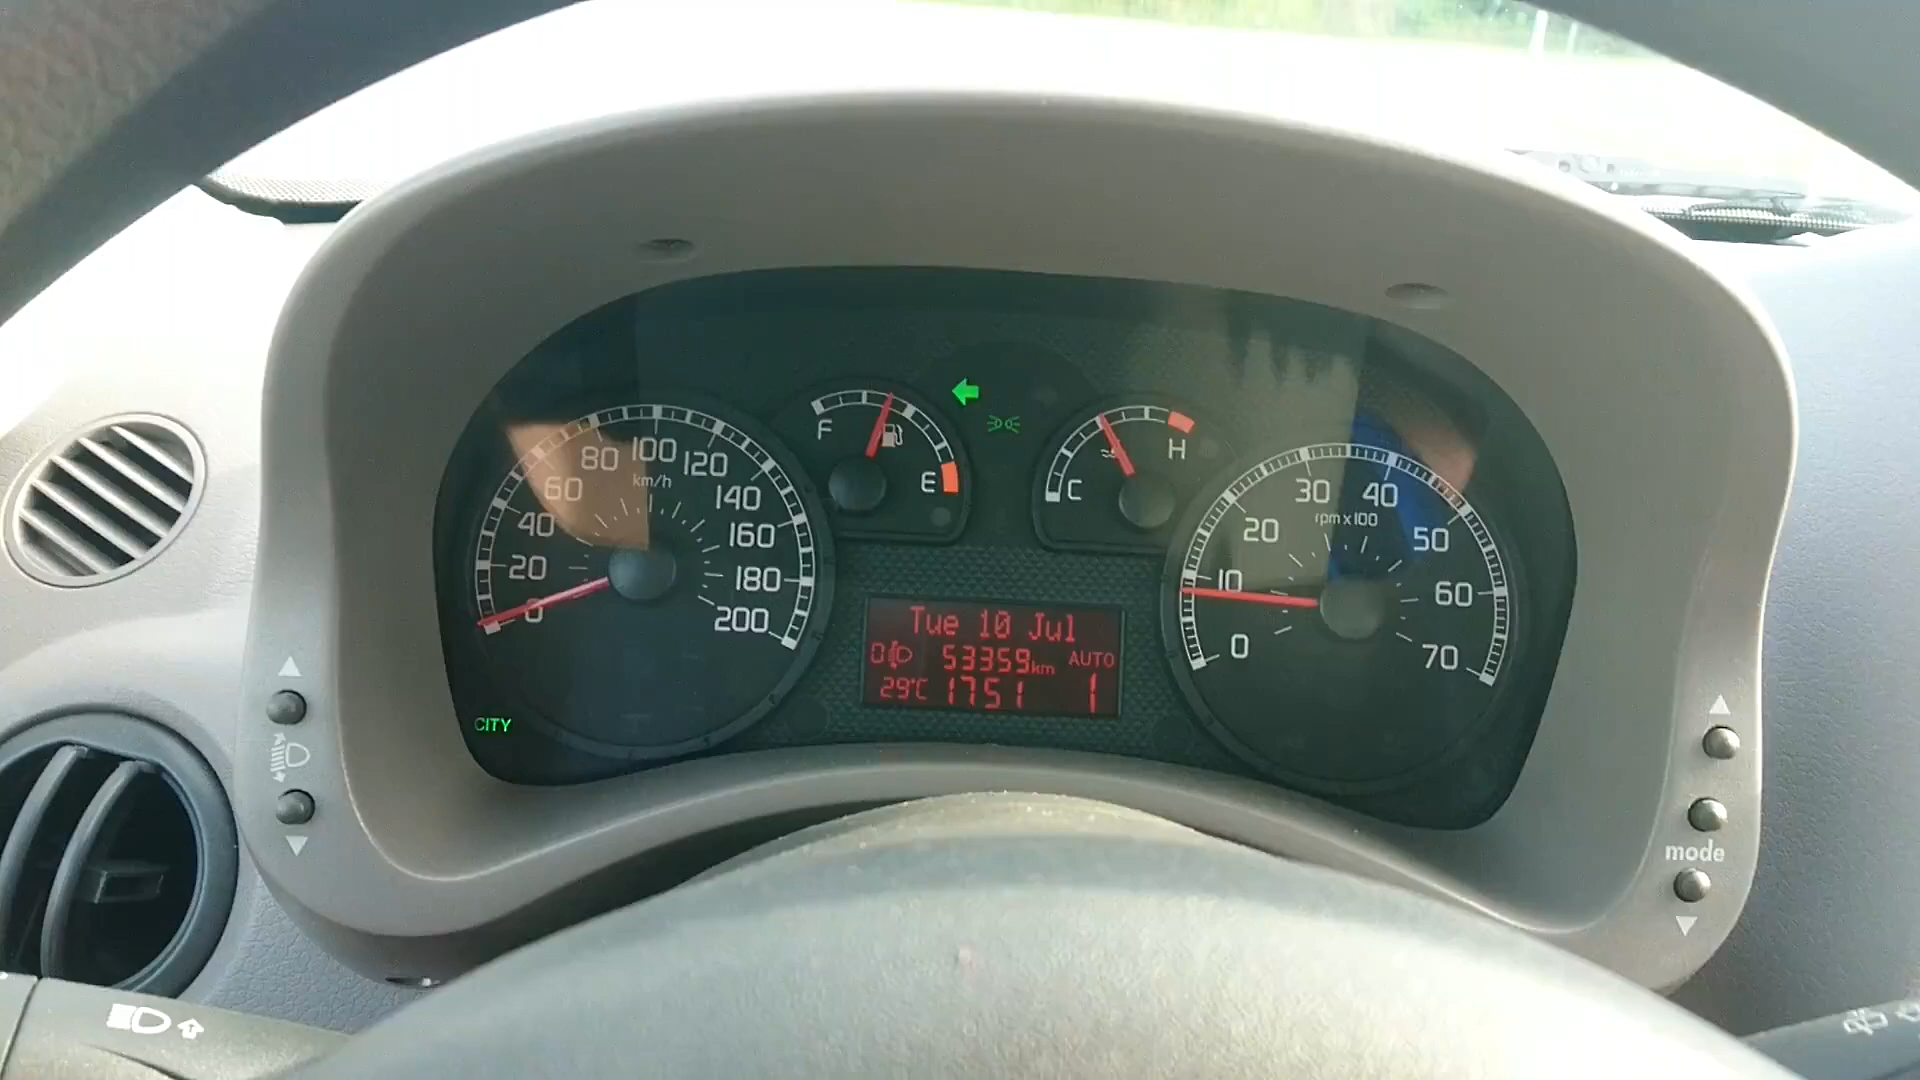 80 100 120
km/h
60 140
40 160
20 180
0 200
CITY
F
E
C
H
30 40
rpm x 100
20 50
10 60
0 70
Tue 10 Jul
0 53359km AUTO
29°C 1751 1
mode